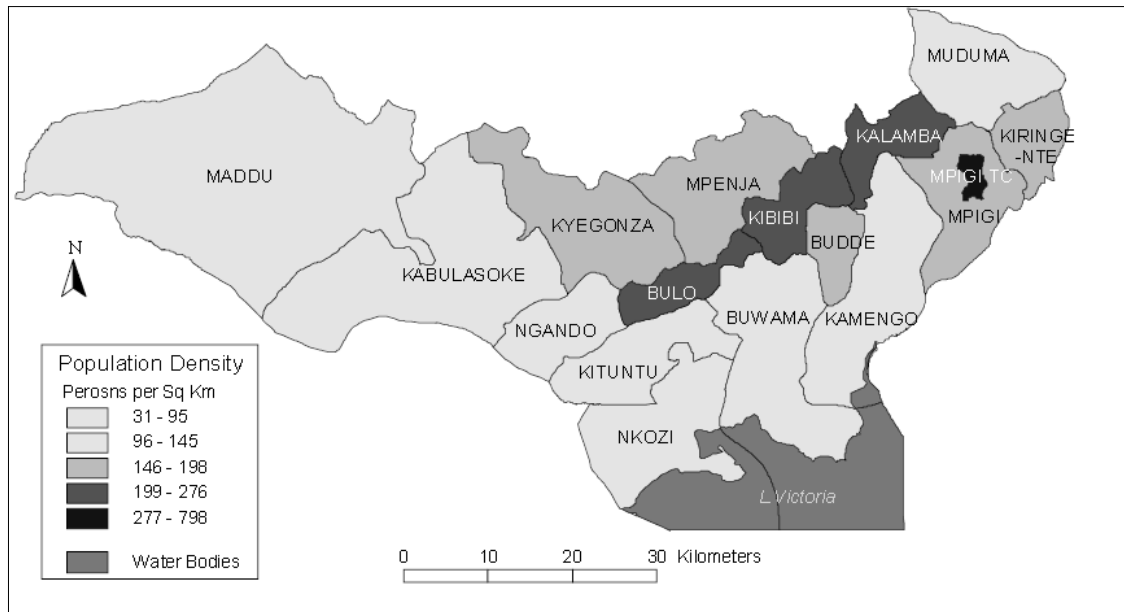 MUDUMA
KALAMBA
KIRINGE
-NTE
MADDU
MPENJA
MPIGI TC
MPIGI
KYEGONZA
KIBIBI
BUDDE
N
KABULASOKE
BULO
NGANDO
BUWAMA
KAMENGO
KITUNTU
NKOZI
L.Victoria
Population Density
Perosns per Sq Km
31 - 95
96 - 145
146 - 198
199 - 276
277 - 798
Water Bodies
0 10 20 30 Kilometers